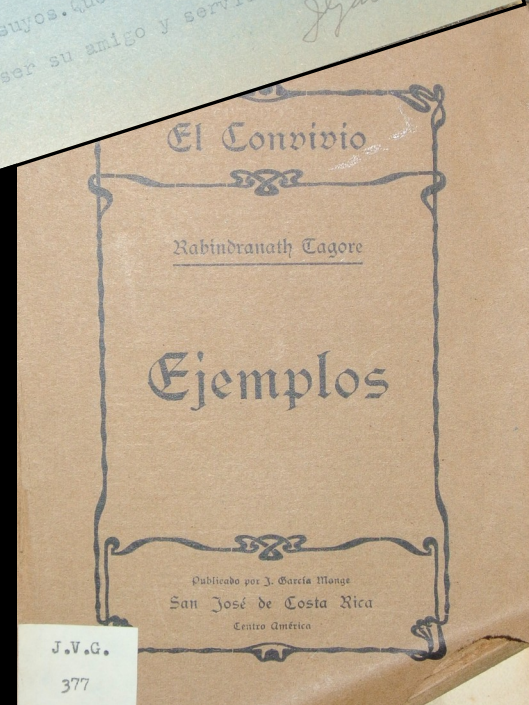 suyos. Que
ser su amigo y servi
El Convivio
Rabindranath Tagore
Ejemplos
Publicado por J. García Monge
San José de Costa Rica
Centro América
J.V.G.
377